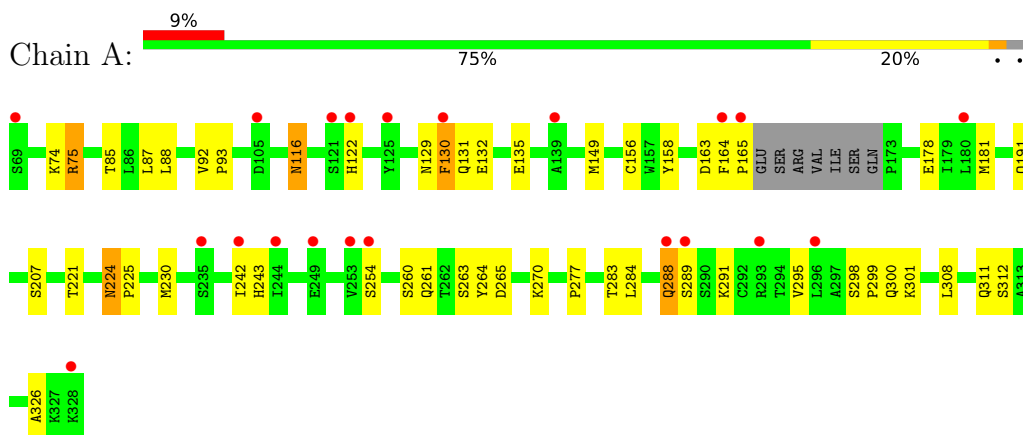 9%
Chain A:
75% 20% • •
S69 K74 R75 T85 L86 L87 L88 V92 P93 D105 N116 S121 H122 Y125 N129 F130 Q131 E132 E135 A139 M149 C156 W157 Y158 D163 F164 P165 GLU SER ARG VAL ILE SER GLN P173 E178 I179 L180 M181 Q191
S207 T221 N224 P225 M230 S235 I242 H243 I244 E249 V253 S254 S260 Q261 T262 S263 Y264 D265 K270 P277 T283 L284 Q288 S289 S290 K291 C292 R293 T294 V295 L296 A297 S298 P299 Q300 K301 L308 Q311 S312 A313
A326 K327 K328